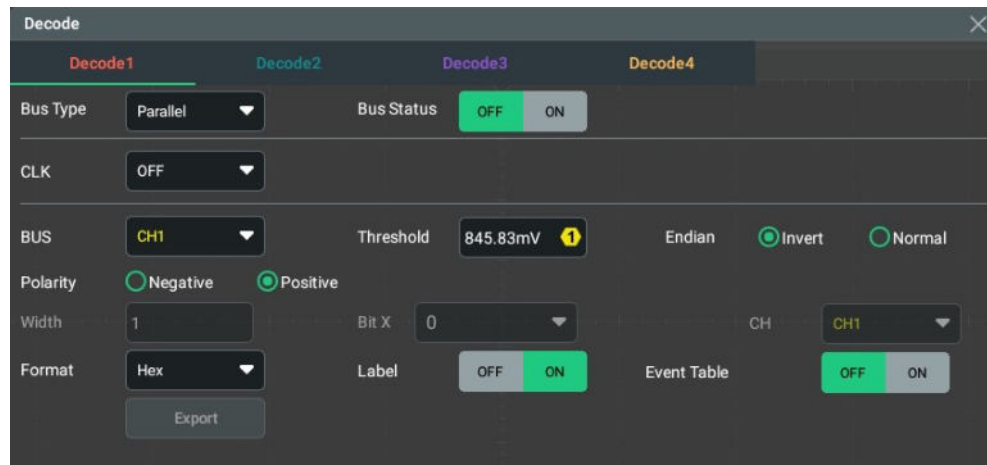 Decode
Decode1 Decode2 Decode3 Decode4
Bus Type Parallel Bus Status OFF ON
CLK OFF
BUS CH1 Threshold 845.83mV 1 Endian Invert Normal
Polarity Negative Positive
Width 1 Bit X 0 CH CH1
Format Hex Label OFF ON Event Table OFF ON
Export